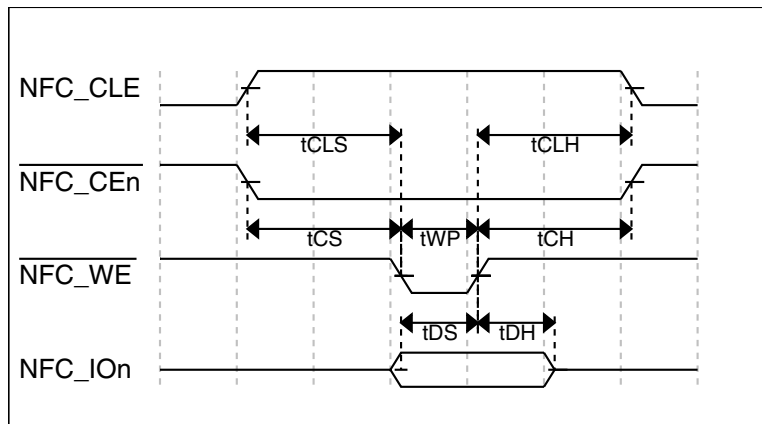 NFC_CLE
tCLS tCLH
NFC_CEn
tCS tWP tCH
NFC_WE
tDS tDH
NFC_IOn